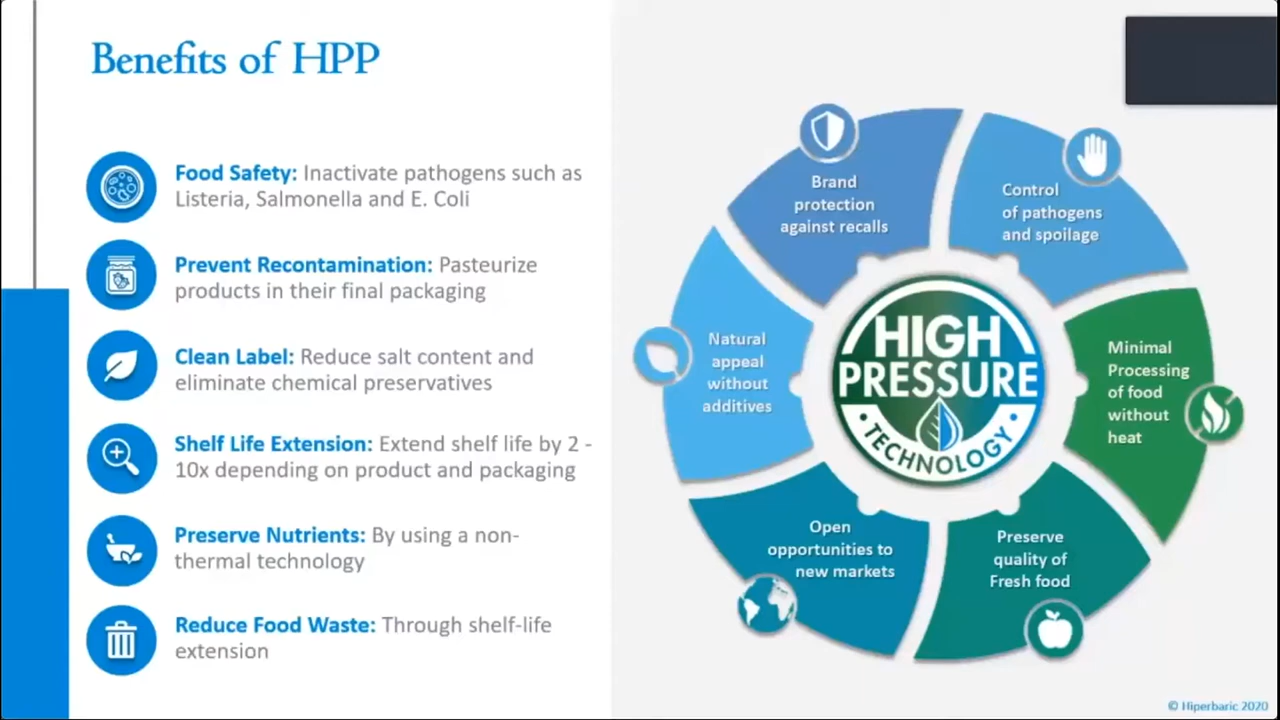 Benefits of HPP
Food Safety: Inactivate pathogens such as
Listeria, Salmonella and E. Coli
Prevent Recontamination: Pasteurize
products in their final packaging
Clean Label: Reduce salt content and
eliminate chemical preservatives
Shelf Life Extension: Extend shelf life by 2 -
10x depending on product and packaging
Preserve Nutrients: By using a non-
thermal technology
Reduce Food Waste: Through shelf-life
extension
Brand
protection
against recalls
Control
of pathogens
and spoilage
Natural
appeal
without
additives
HIGH
PRESSURE
• TECHNOLOGY •
Minimal
Processing
of food
without
heat
Open
opportunities to
new markets
Preserve
quality of
Fresh food
© Hiperbaric 2020